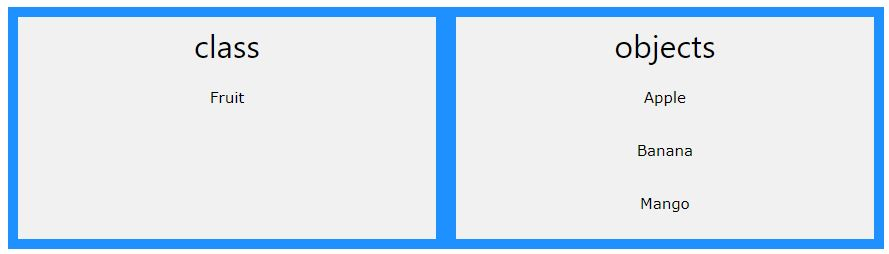 class
Fruit
objects
Apple
Banana
Mango